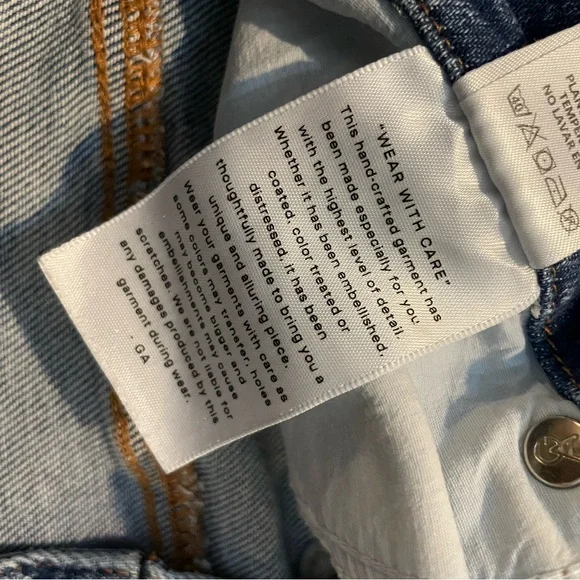 "WEAR WITH CARE"
This hand-crafted garment has
been made especially for you
with the highest level of detail.
Whether it has been embellished,
coated, color treated or
distressed, it has been
thoughtfully made to bring you a
unique and alluring piece.
Wear your garments with care as
some colors may transfer, holes
may become bigger and
embellishments may cause
scratches. We are not liable for
any damages produced by this
garment during wear.
. GA
PLA
TEMP
NO LAVAR E